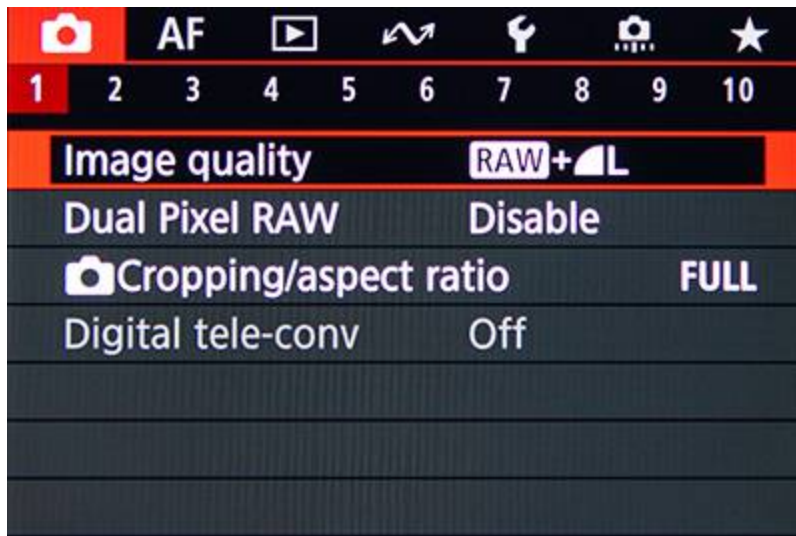 AF
1 2 3 4 5 6 7 8 9 10
Image quality RAW+L
Dual Pixel RAW Disable
Cropping/aspect ratio FULL
Digital tele-conv Off